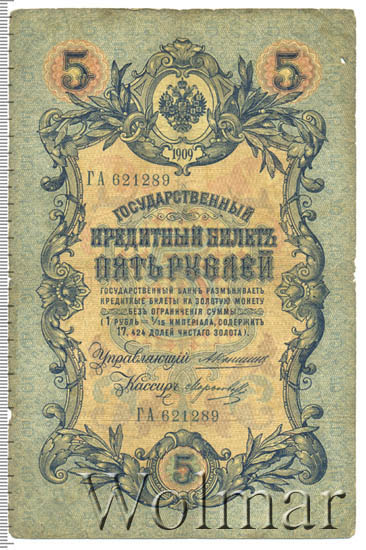 5 5
1909
ГА 621289
ГОСУДАРСТВЕННЫЙ
КРЕДИТНЫЙ БИЛЕТЪ
ПЯТЬ РУБЛЕЙ
ГОСУДАРСТВЕННЫЙ БАНКЪ РАЗМѢНИВАЕТЪ
КРЕДИТНЫЕ БИЛЕТЫ НА ЗОЛОТУЮ МОНЕТУ
БЕЗЪ ОГРАНИЧЕНІЯ СУММЫ
(1 РУБЛЬ = 1/15 ИМПЕРІАЛА, СОДЕРЖИТЪ
17,424 ДОЛЕЙ ЧИСТАГО ЗОЛОТА).
Управляющій
Кассиръ
ГА 621289
5
Wolmar